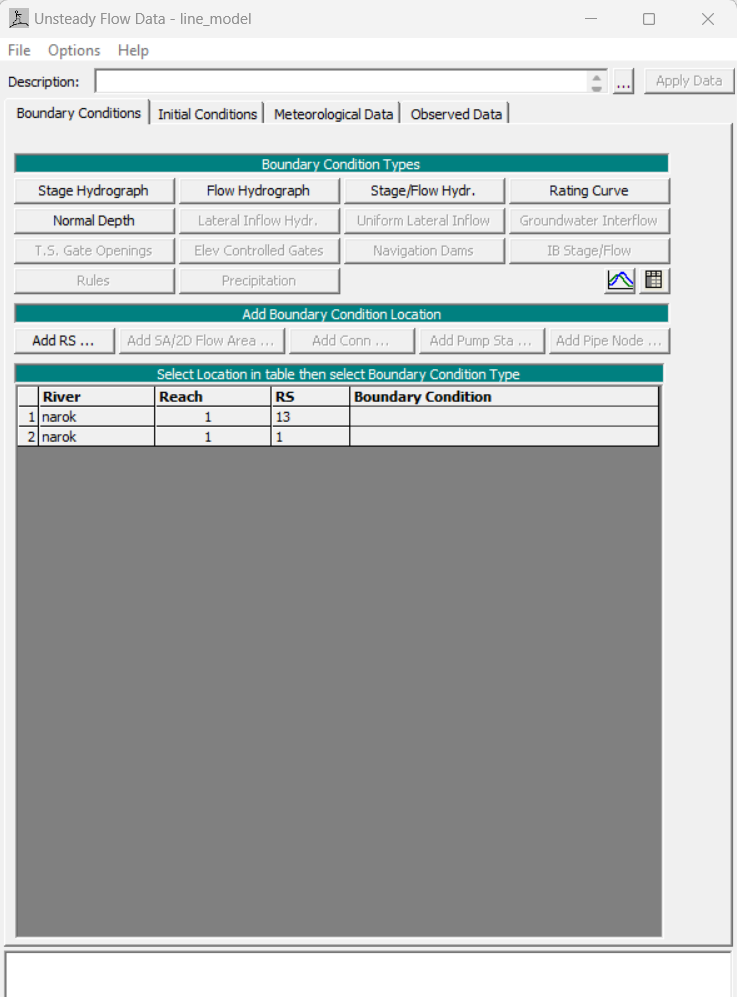 Unsteady Flow Data - line_model
File Options Help
Description: ... Apply Data
Boundary Conditions Initial Conditions Meteorological Data Observed Data
Boundary Condition Types
Stage Hydrograph Flow Hydrograph Stage/Flow Hydr. Rating Curve
Normal Depth Lateral Inflow Hydr. Uniform Lateral Inflow Groundwater Interflow
T.S. Gate Openings Elev Controlled Gates Navigation Dams IB Stage/Flow
Rules Precipitation
Add Boundary Condition Location
Add RS ... Add SA/2D Flow Area ... Add Conn ... Add Pump Sta ... Add Pipe Node ...
Select Location in table then select Boundary Condition Type
River Reach RS Boundary Condition
1 narok 1 13
2 narok 1 1